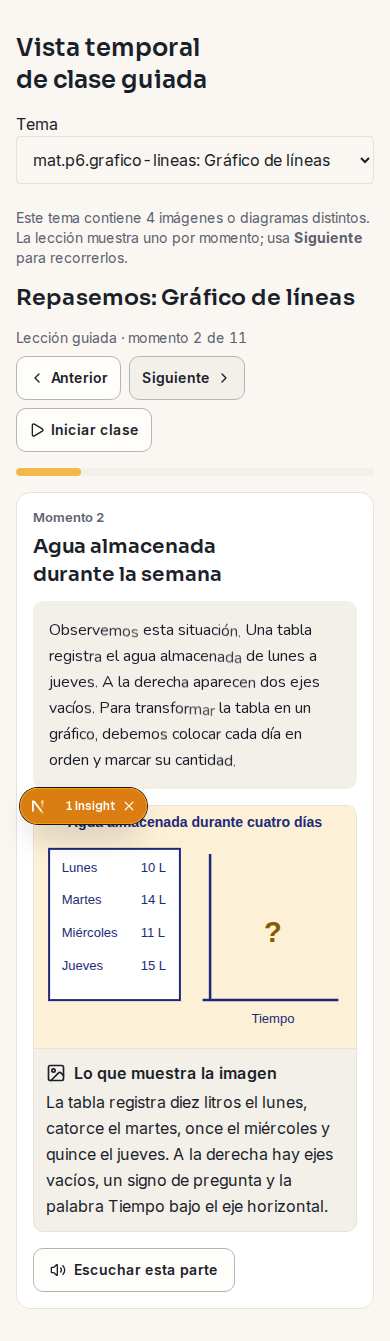 Vista temporal
de clase guiada
Tema
mat.p6.grafico-lineas: Gráfico de líneas
Este tema contiene 4 imágenes o diagramas distintos.
La lección muestra uno por momento; usa Siguiente
para recorrerlos.
Repasemos: Gráfico de líneas
Lección guiada · momento 2 de 11
Anterior
Siguiente
Iniciar clase
Momento 2
Agua almacenada
durante la semana
Observemos esta situación. Una tabla
registra el agua almacenada de lunes a
jueves. A la derecha aparecen dos ejes
vacíos. Para transformar la tabla en un
gráfico, debemos colocar cada día en
orden y marcar su cantidad.
1 Insight
Agua almacenada durante cuatro días
Lunes 10 L
Martes 14 L
Miércoles 11 L
Jueves 15 L
?
Tiempo
Lo que muestra la imagen
La tabla registra diez litros el lunes,
catorce el martes, once el miércoles y
quince el jueves. A la derecha hay ejes
vacíos, un signo de pregunta y la
palabra Tiempo bajo el eje horizontal.
Escuchar esta parte